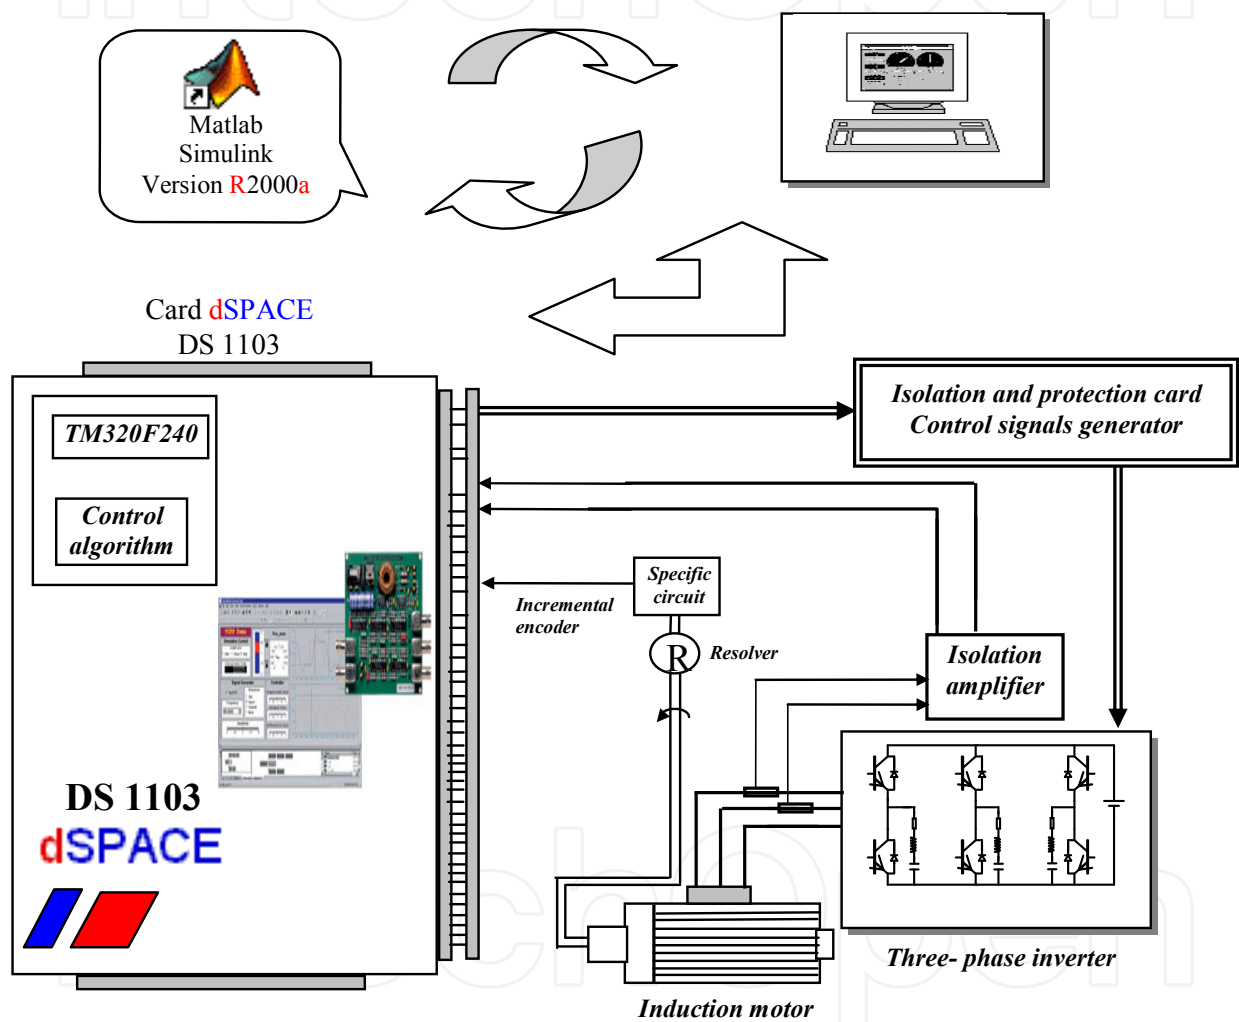 Matlab
Simulink
Version R2000a
Card dSPACE
DS 1103
TM320F240
Control
algorithm
DS 1103
dSPACE
Isolation and protection card
Control signals generator
Specific
circuit
Incremental
encoder
R
Resolver
Isolation
amplifier
Three- phase inverter
Induction motor